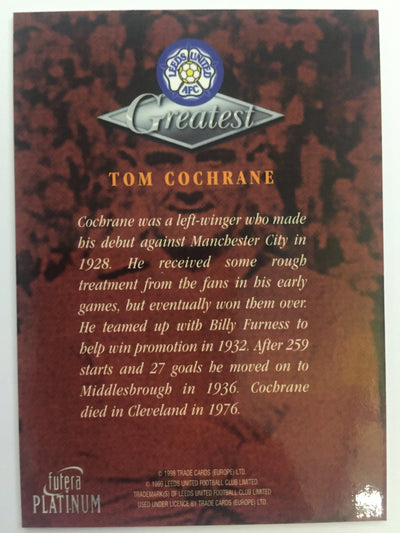 LEEDS UNITED
AFC
Greatest
TOM COCHRANE
Cochrane was a left-winger who made
his debut against Manchester City in
1928. He received some rough
treatment from the fans in his early
games, but eventually won them over.
He teamed up with Billy Furness to
help win promotion in 1932. After 259
starts and 27 goals he moved on to
Middlesbrough in 1936. Cochrane
died in Cleveland in 1976.
futera
PLATINUM
© 1999 TRADE CARDS (EUROPE) LTD.
© 1999 LEEDS UNITED FOOTBALL CLUB LIMITED
TRADEMARK(S) OF LEEDS UNITED FOOTBALL CLUB LIMITED
USED UNDER LICENCE BY TRADE CARDS (EUROPE) LTD.